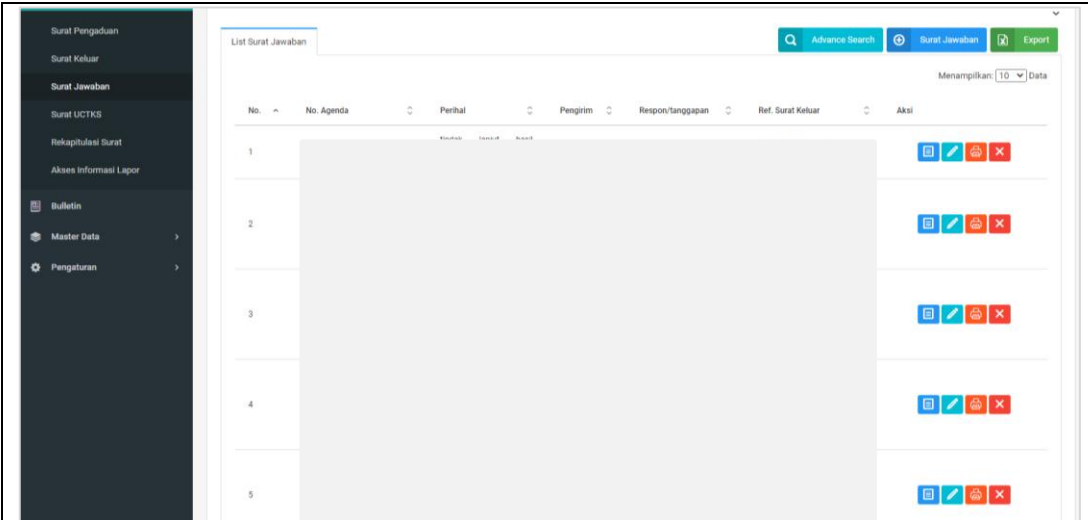 Surat Pengaduan
Surat Keluar
Surat Jawaban
Surat UCTKS
Rekapitulasi Surat
Akses Informasi Lapor
Bulletin
Master Data
Pengaturan
List Surat Jawaban
Advance Search
Surat Jawaban
Export
Menampilkan: 10 Data
No. No. Agenda Perihal Pengirim Respon/tanggapan Ref. Surat Keluar Aksi
1
2
3
4
5